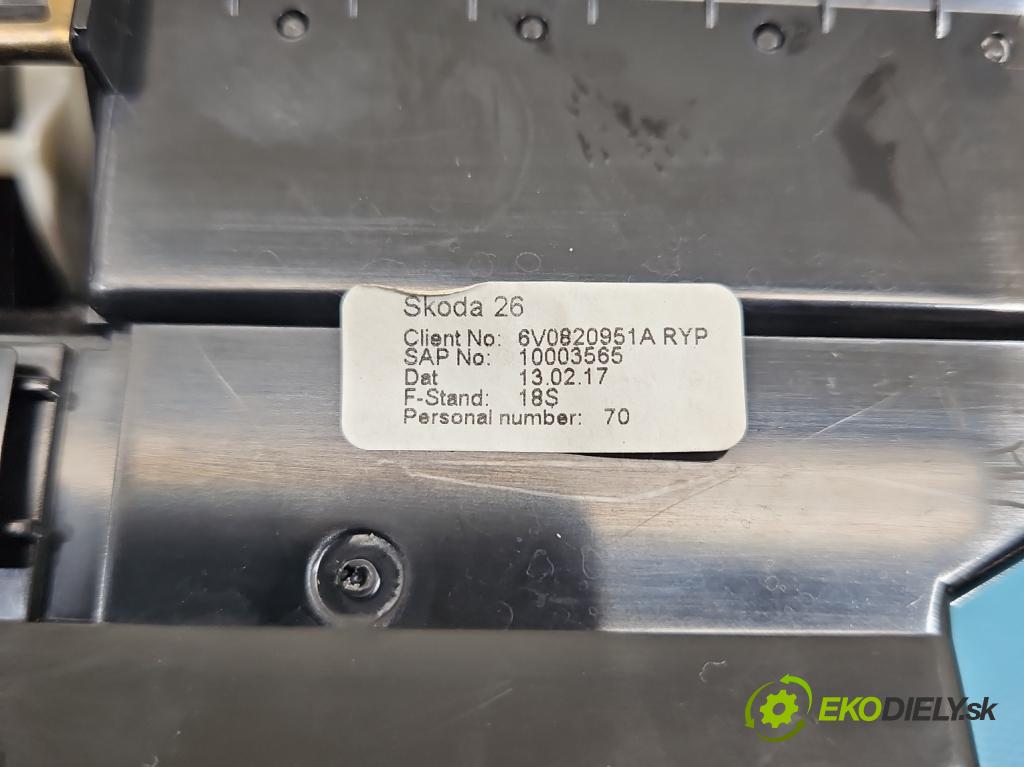 Skoda 26
Client No: 6V0820951A RYP
SAP No: 10003565
Dat 13.02.17
F-Stand: 18S
Personal number: 70
EKODIELY.sk